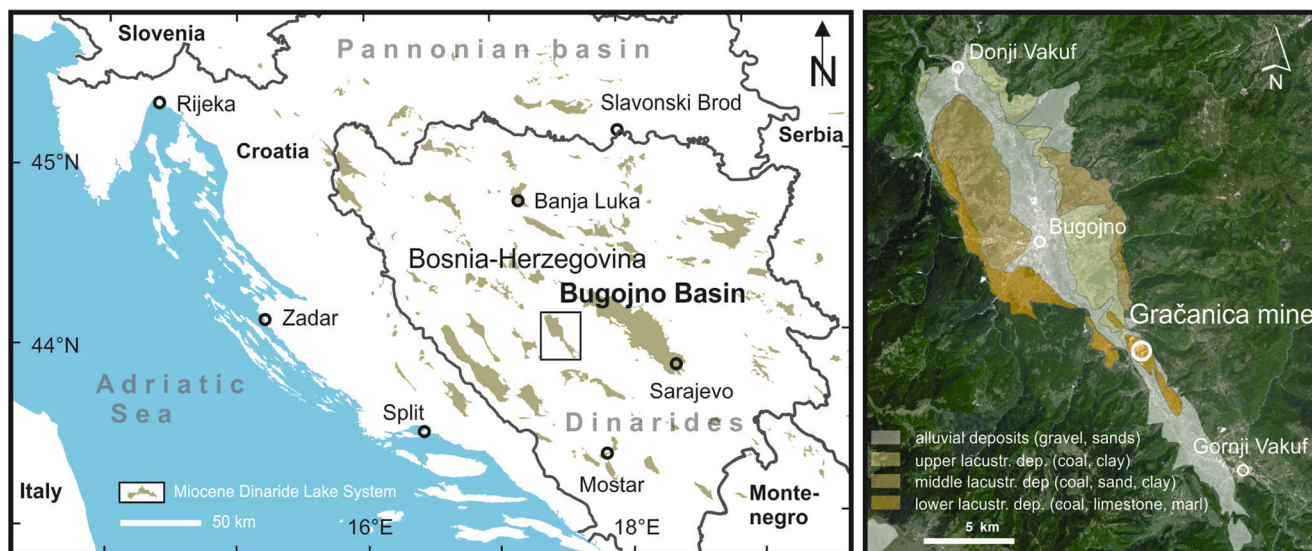 Slovenia
Pannonian basin
N
Rijeka
Slavonski Brod
Croatia
Serbia
45°N
Banja Luka
Bosnia-Herzegovina
Bugojno Basin
Zadar
44°N
Adriatic
Sea
Sarajevo
Split
Dinarides
Mostar
Italy
Miocene Dinaride Lake System
Monte-
negro
50 km
16°E
18°E
Donji Vakuf
N
Bugojno
Gračanica mine
Gornji Vakuf
alluvial deposits (gravel, sands)
upper lacustr. dep. (coal, clay)
middle lacustr. dep (coal, sand, clay)
lower lacustr. dep. (coal, limestone, marl)
5 km